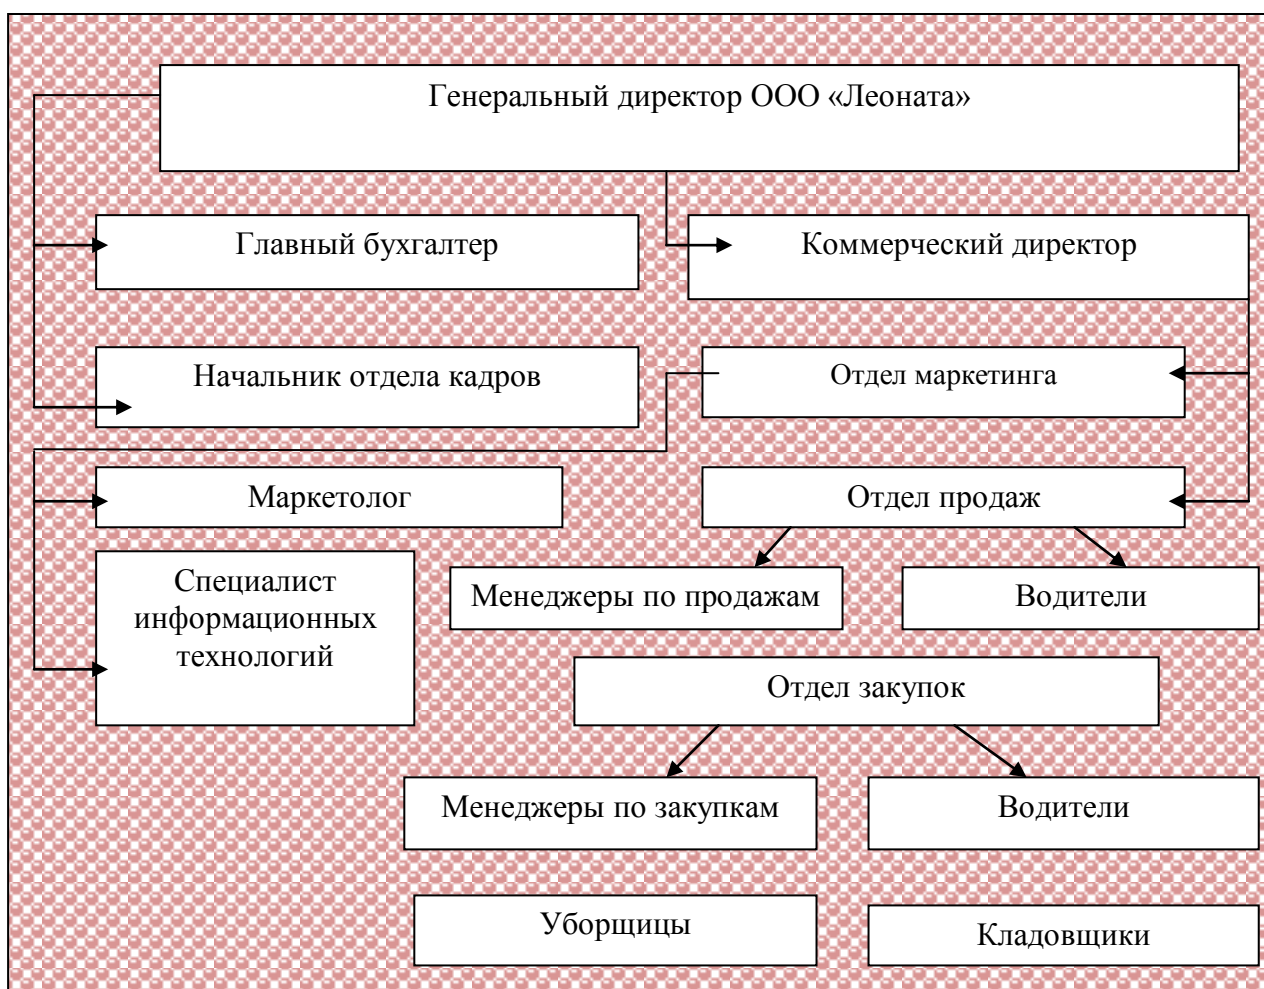 Генеральный директор ООО «Леоната»
Главный бухгалтер
Коммерческий директор
Начальник отдела кадров
Отдел маркетинга
Маркетолог
Отдел продаж
Специалист
информационных
технологий
Менеджеры по продажам
Водители
Отдел закупок
Менеджеры по закупкам
Водители
Уборщицы
Кладовщики